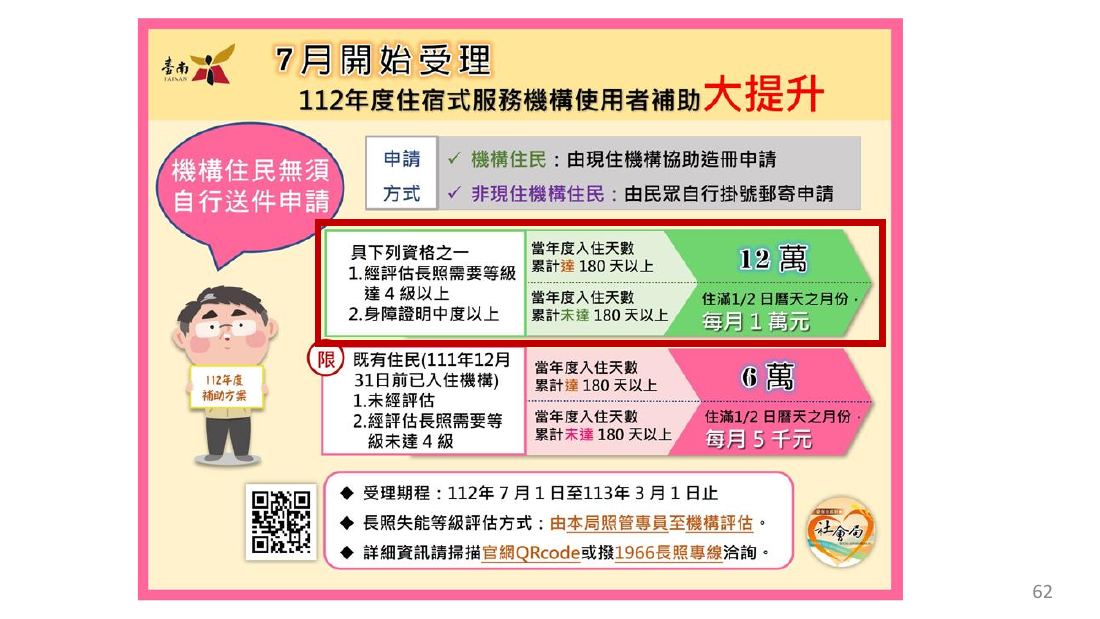 臺南
TAINAN
7月開始受理
112年度住宿式服務機構使用者補助大提升
機構住民無須
自行送件申請
申請
方式
✓ 機構住民：由現住機構協助造冊申請
✓ 非現住機構住民：由民眾自行掛號郵寄申請
具下列資格之一
1.經評估長照需要等級
達4級以上
2.身障證明中度以上
當年度入住天數
累計達180天以上
12萬
當年度入住天數
累計未達180天以上
住滿1/2日曆天之月份，
每月1萬元
限
既有住民(111年12月
31日前已入住機構)
1.未經評估
2.經評估長照需要等
級未達4級
當年度入住天數
累計達180天以上
6萬
當年度入住天數
累計未達180天以上
住滿1/2日曆天之月份，
每月5千元
112年度
補助方案
◆ 受理期程：112年7月1日至113年3月1日止
◆ 長照失能等級評估方式：由本局照管專員至機構評估。
◆ 詳細資訊請掃描官網QRcode或撥1966長照專線洽詢。
社會局
62